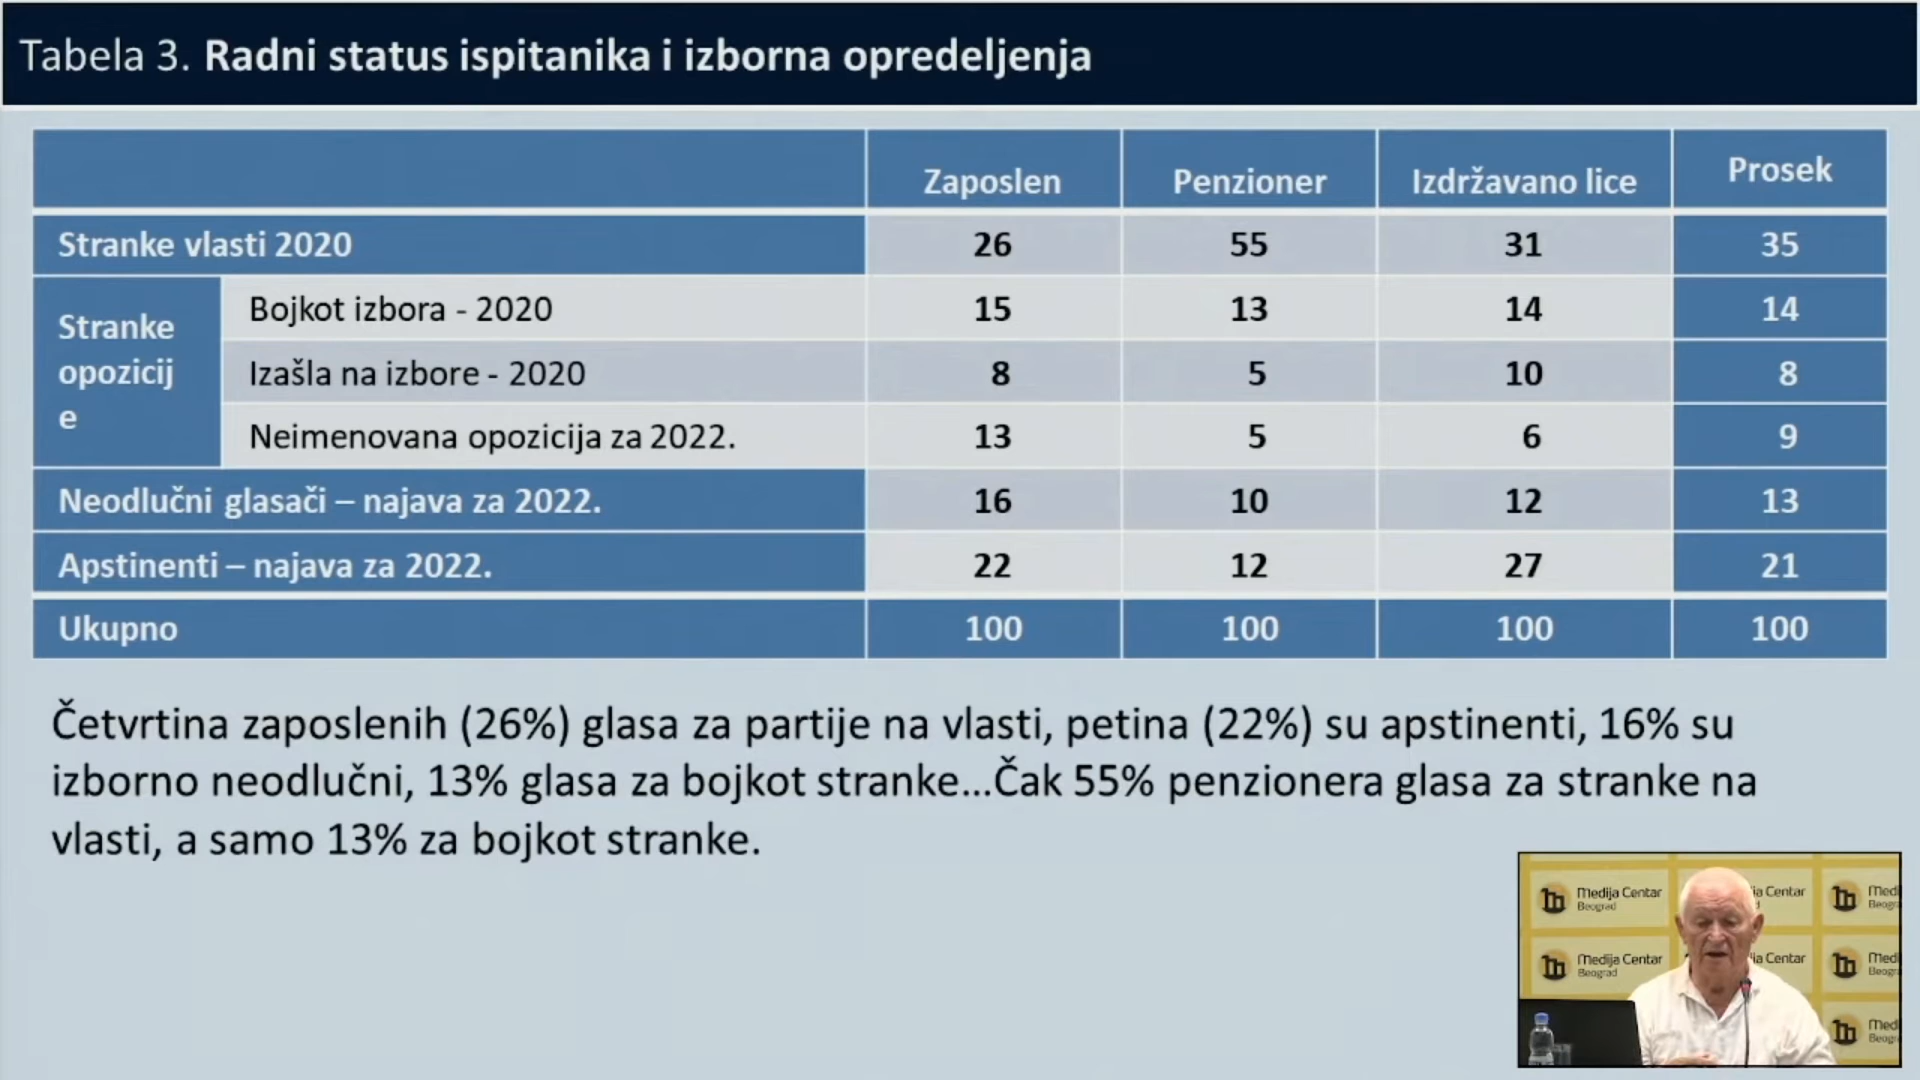 Tabela 3. Radni status ispitanika i izborna opredeljenja
Zaposlen Penzioner Izdržavano lice Prosek
Stranke vlasti 2020 26 55 31 35
Stranke
opozicij
e
Bojkot izbora - 2020 15 13 14 14
Izašla na izbore - 2020 8 5 10 8
Neimenovana opozicija za 2022. 13 5 6 9
Neodlučni glasači – najava za 2022. 16 10 12 13
Apstinenti – najava za 2022. 22 12 27 21
Ukupno 100 100 100 100
Četvrtina zaposlenih (26%) glasa za partije na vlasti, petina (22%) su apstinenti, 16% su
izborno neodlučni, 13% glasa za bojkot stranke...Čak 55% penzionera glasa za stranke na
vlasti, a samo 13% za bojkot stranke.
Medija Centar
Beograd
Medija Centar
Beograd